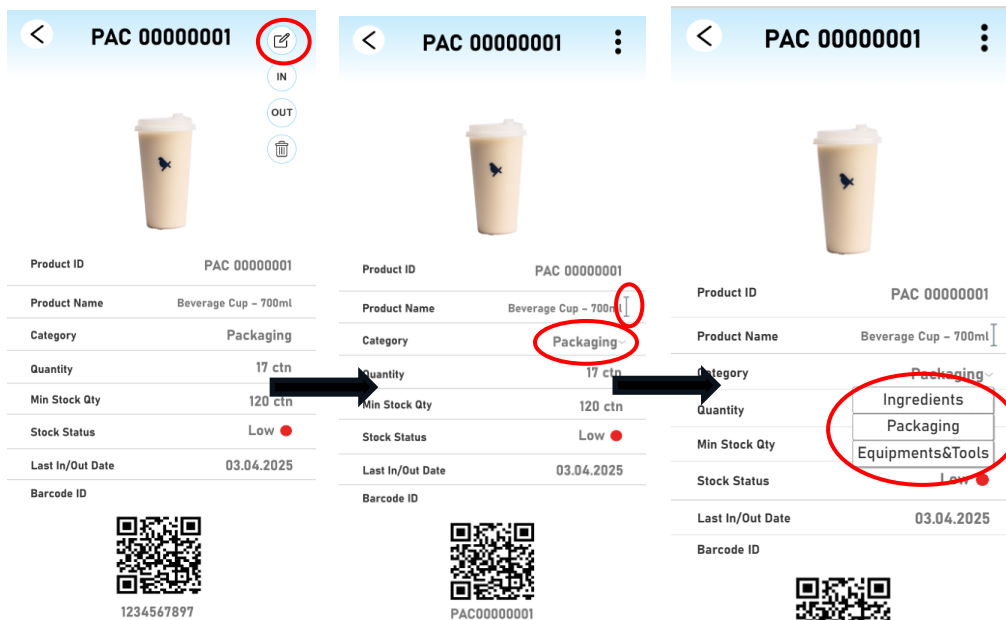 PAC 00000001
IN
OUT
Product ID PAC 00000001
Product Name Beverage Cup – 700ml
Category Packaging
Quantity 17 ctn
Min Stock Qty 120 ctn
Stock Status Low
Last In/Out Date 03.04.2025
Barcode ID
1234567897
PAC 00000001
Product ID PAC 00000001
Product Name Beverage Cup – 700ml
Category Packaging
Quantity 17 ctn
Min Stock Qty 120 ctn
Stock Status Low
Last In/Out Date 03.04.2025
Barcode ID
PAC00000001
PAC 00000001
Product ID PAC 00000001
Product Name Beverage Cup – 700ml
Category Packaging
Ingredients
Quantity
Packaging
Min Stock Qty
Equipments&Tools
Stock Status Low
Last In/Out Date 03.04.2025
Barcode ID